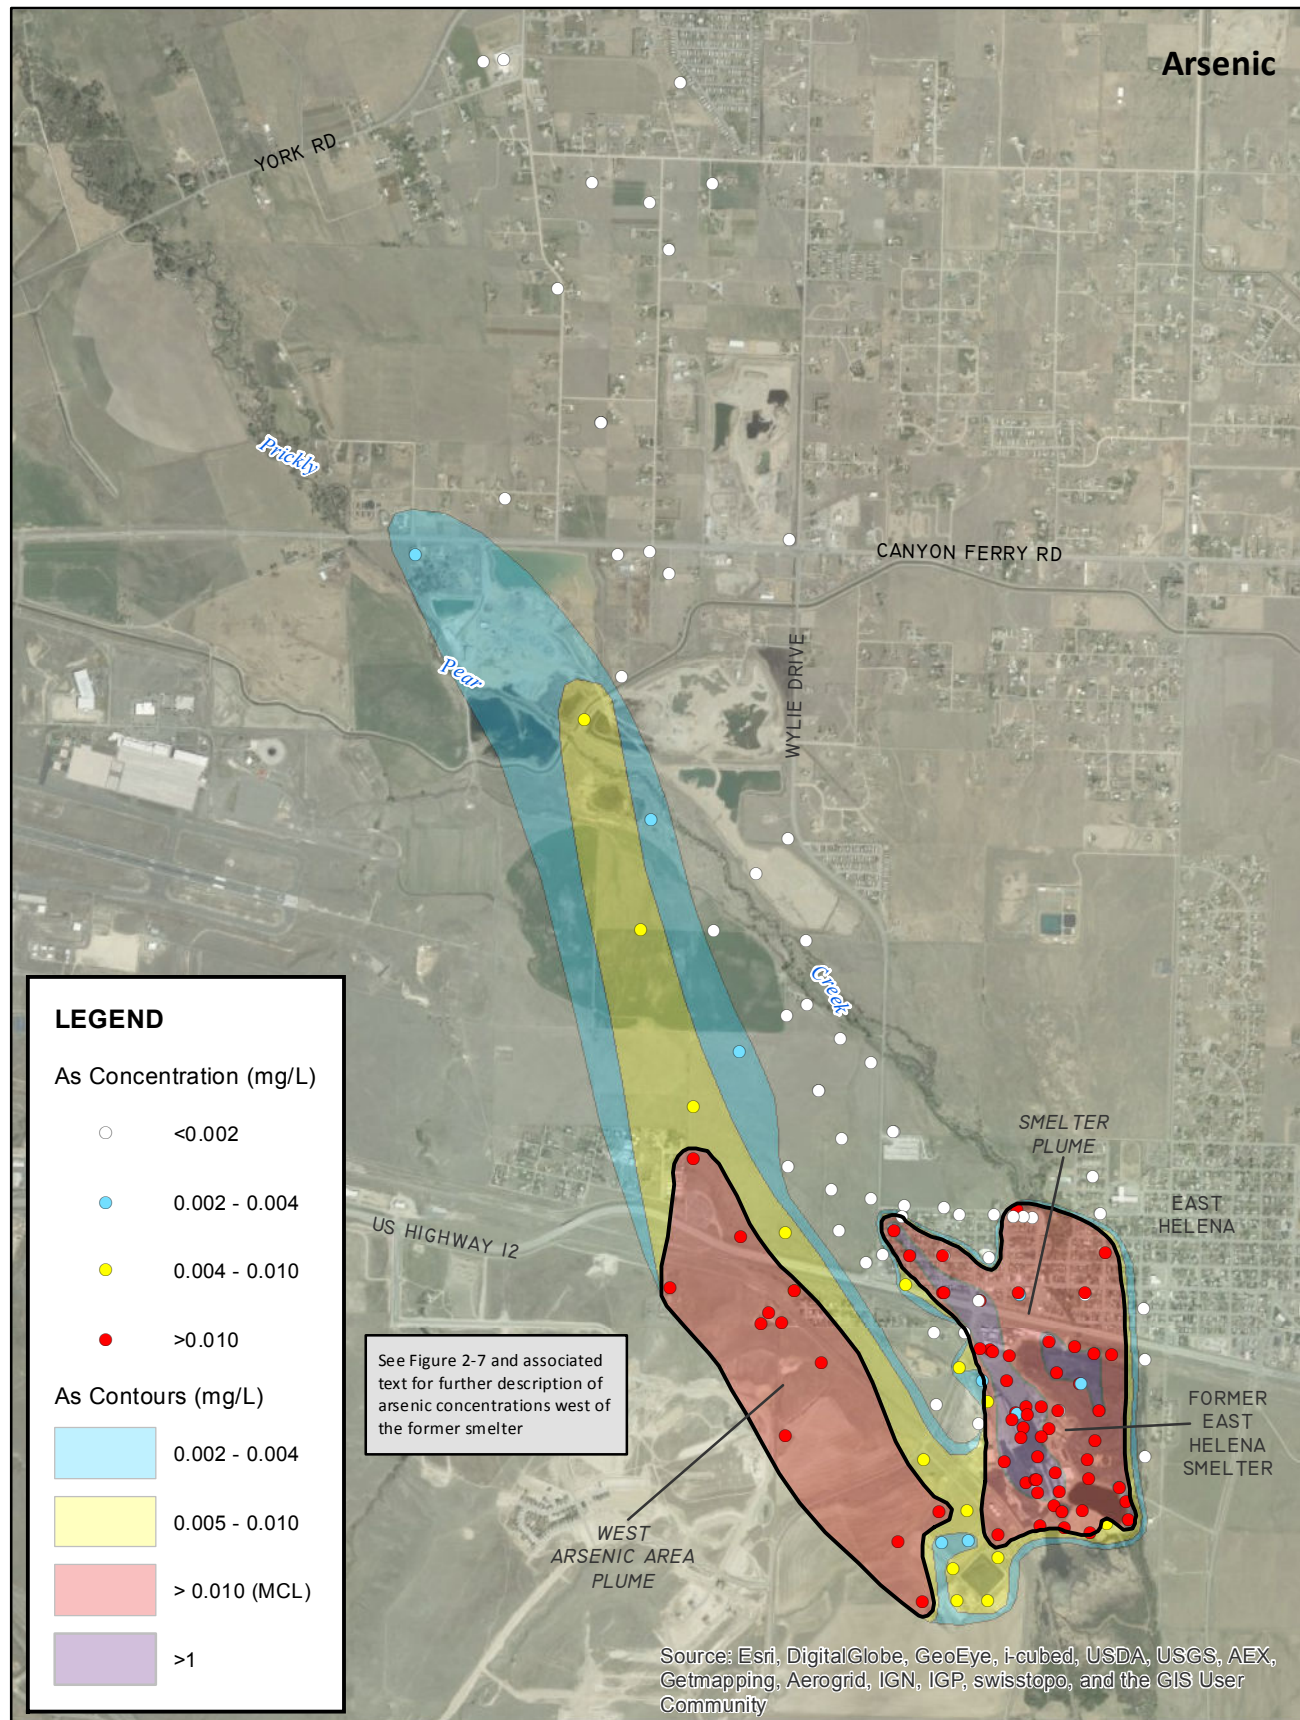 Arsenic
YORK RD
Prickly
CANYON FERRY RD
Pear
WYLIE DRIVE
Creek
SMELTER
PLUME
EAST
HELENA
US HIGHWAY 12
See Figure 2-7 and associated
text for further description of
arsenic concentrations west of
the former smelter
FORMER
EAST
HELENA
SMELTER
WEST
ARSENIC AREA
PLUME
LEGEND
As Concentration (mg/L)
<0.002
0.002 - 0.004
0.004 - 0.010
>0.010
As Contours (mg/L)
0.002 - 0.004
0.005 - 0.010
> 0.010 (MCL)
>1
Source: Esri, DigitalGlobe, GeoEye, i-cubed, USDA, USGS, AEX,
Getmapping, Aerogrid, IGN, IGP, swisstopo, and the GIS User
Community